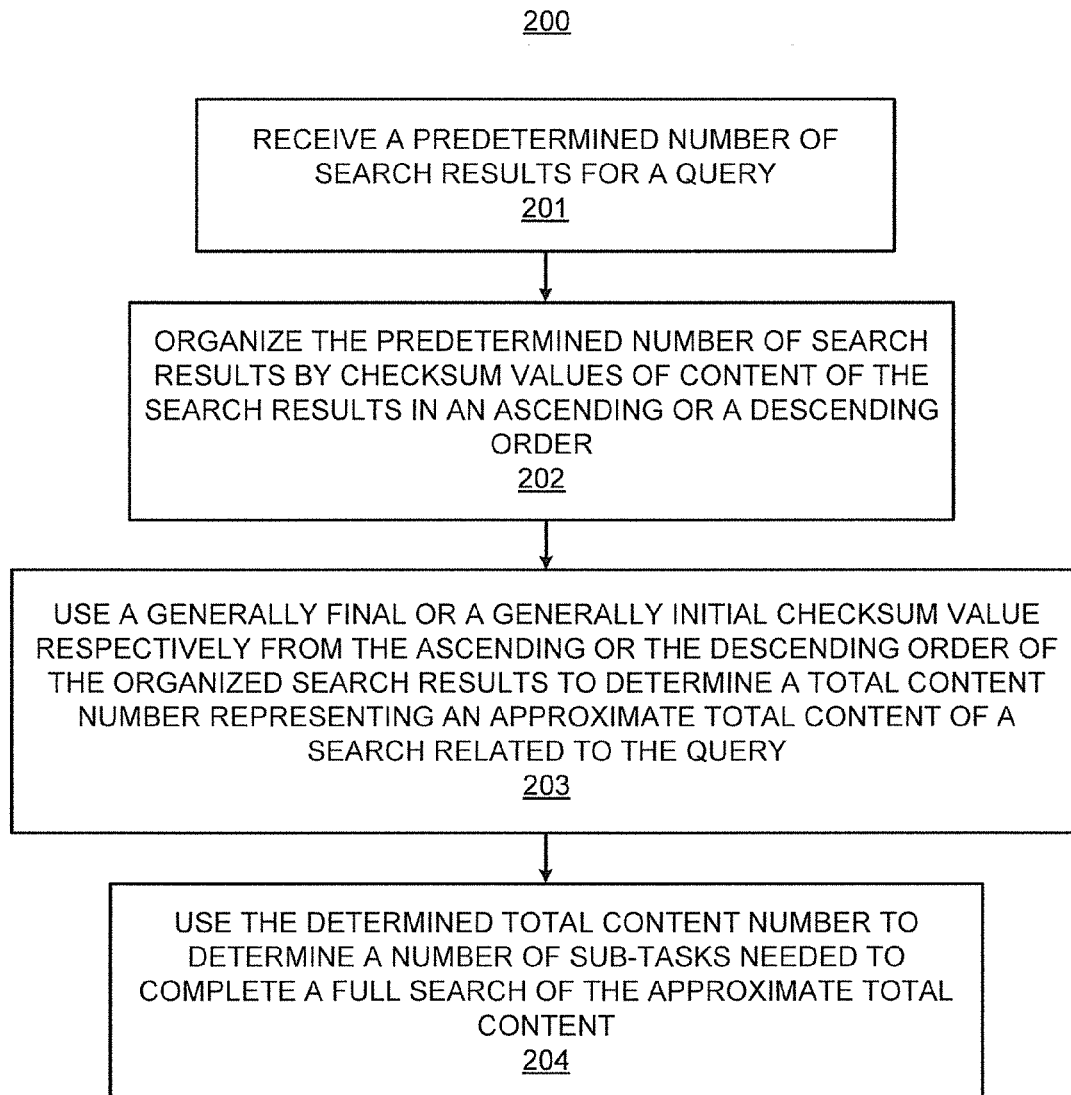 200
RECEIVE A PREDETERMINED NUMBER OF
SEARCH RESULTS FOR A QUERY
201
ORGANIZE THE PREDETERMINED NUMBER OF SEARCH
RESULTS BY CHECKSUM VALUES OF CONTENT OF THE
SEARCH RESULTS IN AN ASCENDING OR A DESCENDING
ORDER
202
USE A GENERALLY FINAL OR A GENERALLY INITIAL CHECKSUM VALUE
RESPECTIVELY FROM THE ASCENDING OR THE DESCENDING ORDER OF
THE ORGANIZED SEARCH RESULTS TO DETERMINE A TOTAL CONTENT
NUMBER REPRESENTING AN APPROXIMATE TOTAL CONTENT OF A
SEARCH RELATED TO THE QUERY
203
USE THE DETERMINED TOTAL CONTENT NUMBER TO
DETERMINE A NUMBER OF SUB-TASKS NEEDED TO
COMPLETE A FULL SEARCH OF THE APPROXIMATE TOTAL
CONTENT
204